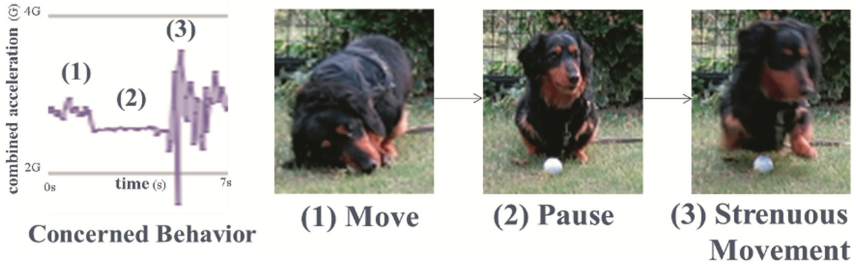 4G
combined acceleration (G)
(1)
(2)
(3)
2G
0s
time (s)
7s
Concerned Behavior
(1) Move
(2) Pause
(3) Strenuous
Movement